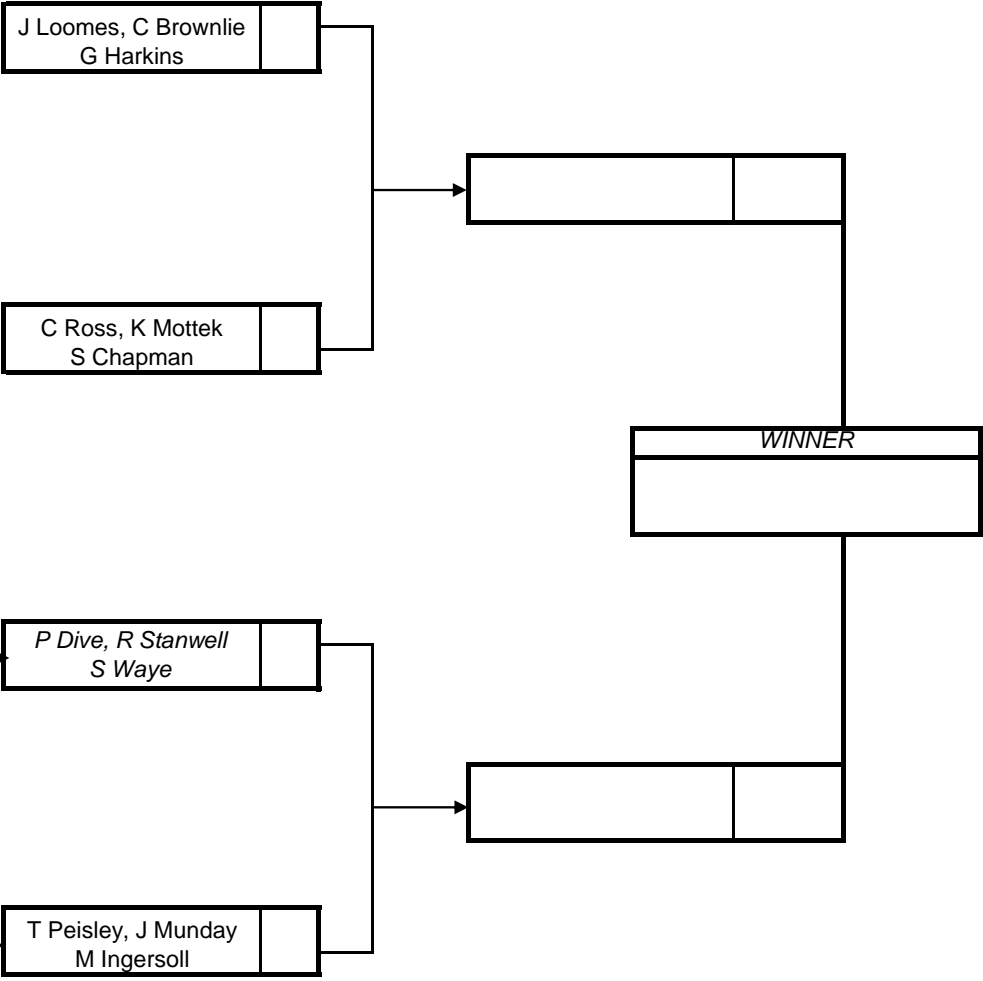 J Loomes, C Brownlie
G Harkins
C Ross, K Mottek
S Chapman
WINNER
P Dive, R Stanwell
S Waye
T Peisley, J Munday
M Ingersoll